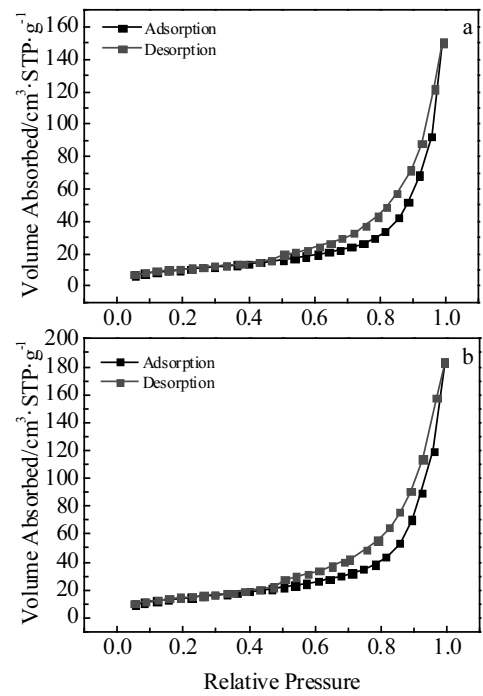 a
Adsorption
Desorption
160
140
120
100
80
60
40
20
0
Volume Absorbed/cm³·STP·g⁻¹
0.0 0.2 0.4 0.6 0.8 1.0
b
Adsorption
Desorption
200
180
160
140
120
100
80
60
40
20
0
Volume Absorbed/cm³·STP·g⁻¹
0.0 0.2 0.4 0.6 0.8 1.0
Relative Pressure